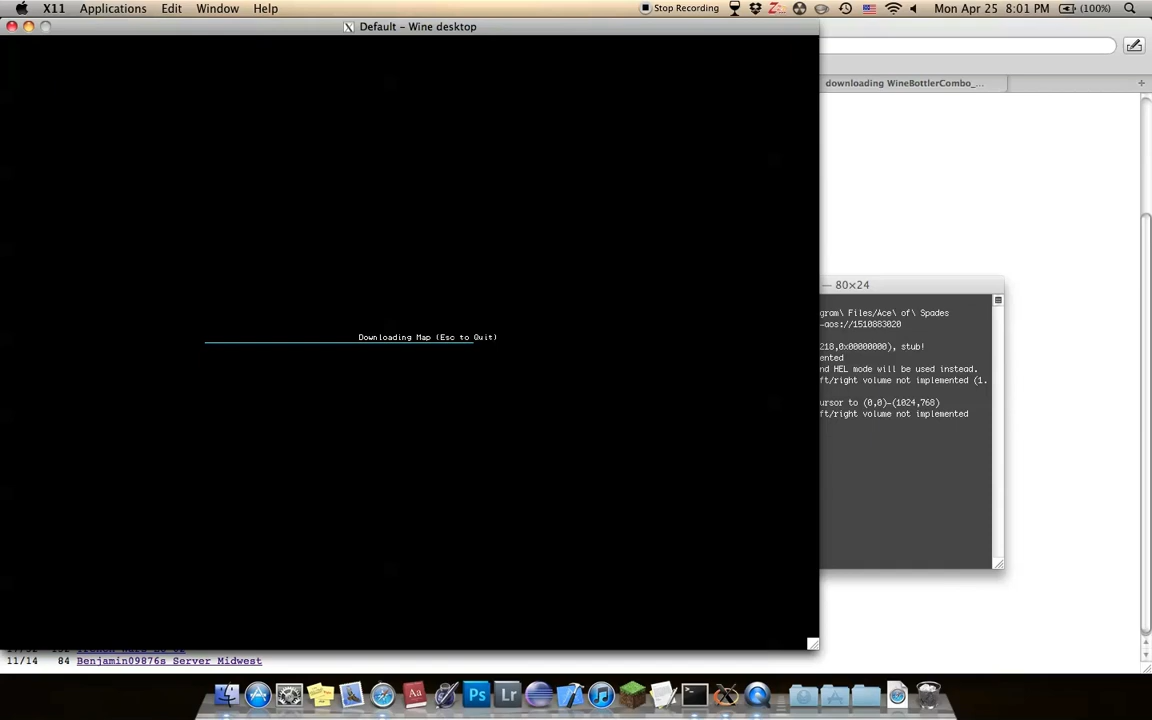 X11 Applications Edit Window Help
Stop Recording
Mon Apr 25 8:01 PM (100%)
Default – Wine desktop
downloading WineBottlerCombo_...
— 80×24
gram\ Files/Ace\ of\ Spades
-aos://1510883020
218,0x00000000), stub!
ented
nd HEL mode will be used instead.
ft/right volume not implemented (1.
ursor to (0,0)-(1024,768)
ft/right volume not implemented
Downloading Map (Esc to Quit)
11/14 84 Benjamin09876s Server Midwest
Aa
Ps
Lr